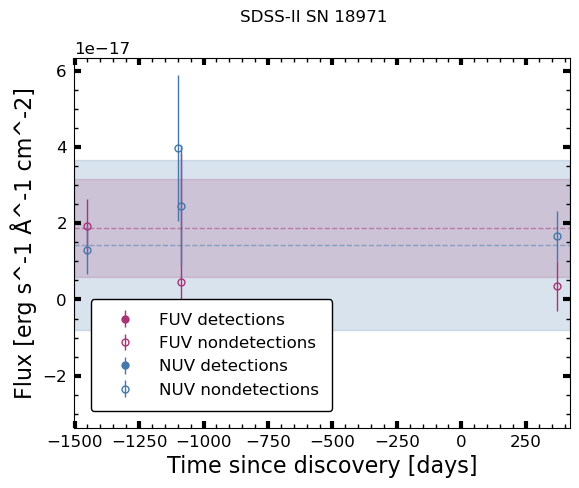 SDSS-II SN 18971
1e−17
6
4
2
0
−2
Flux [erg s^-1 Å^-1 cm^-2]
FUV detections
FUV nondetections
NUV detections
NUV nondetections
−1500 −1250 −1000 −750 −500 −250 0 250
Time since discovery [days]